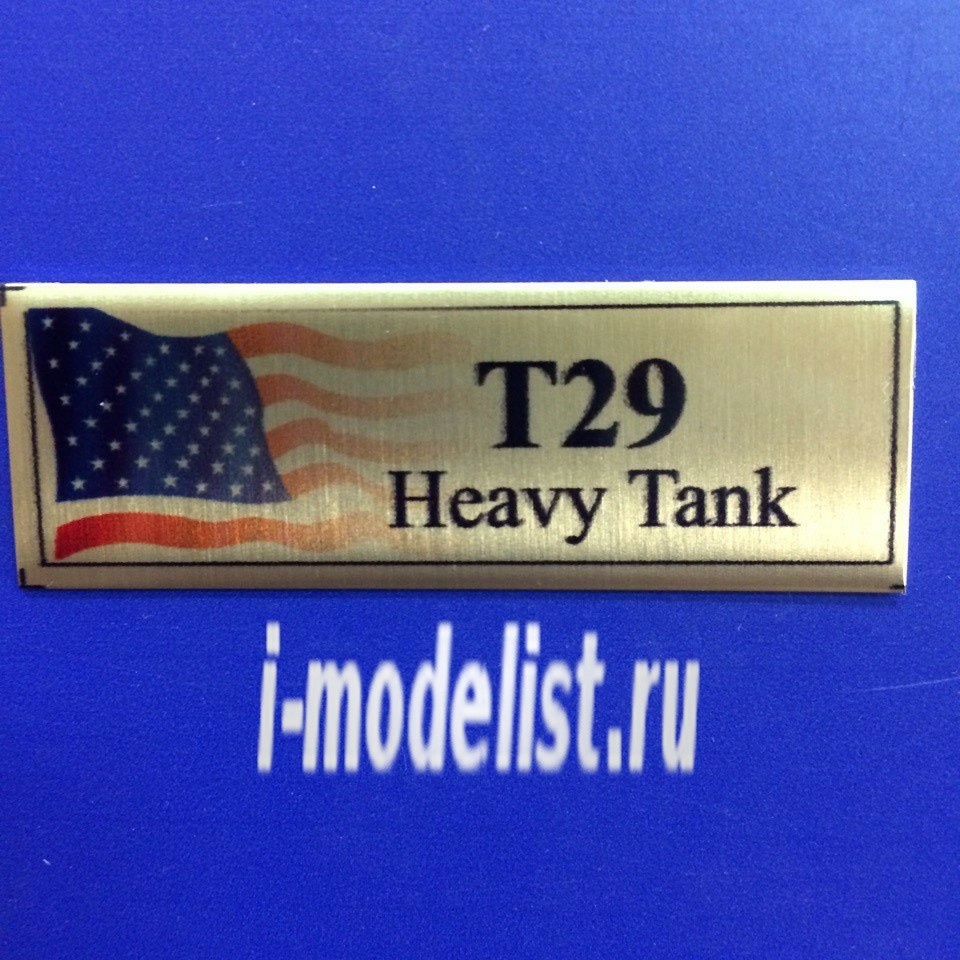 T29
Heavy Tank
i-modelist.ru